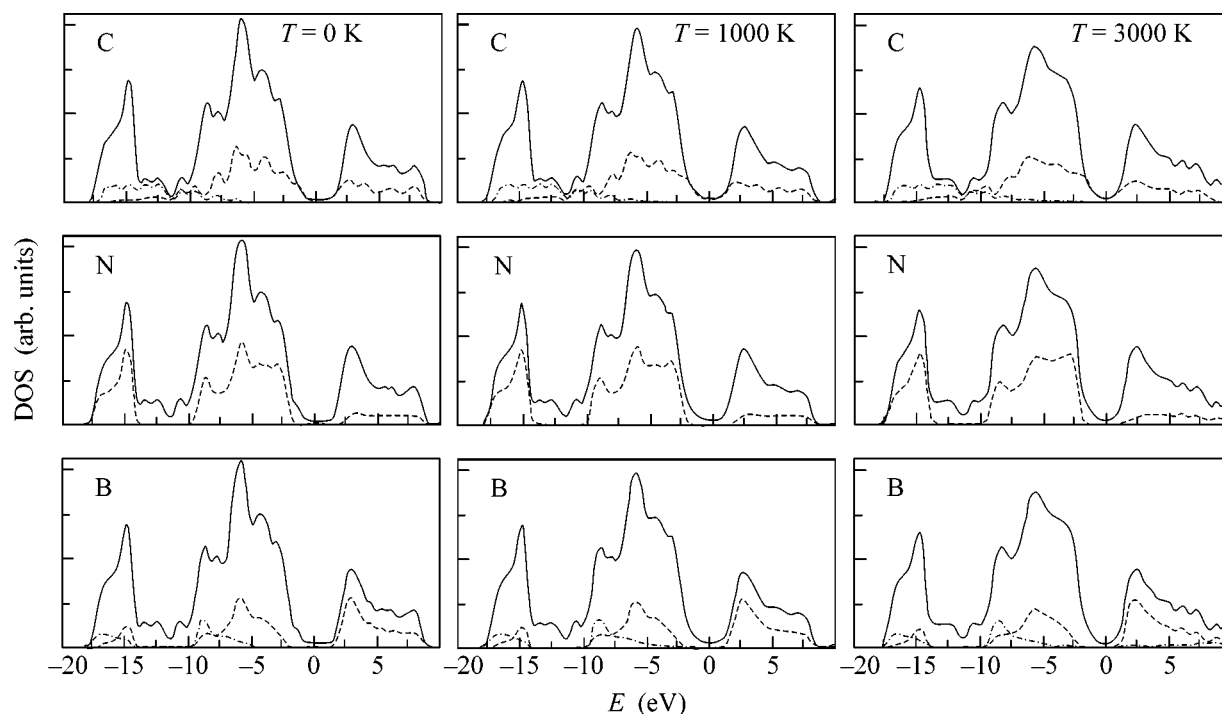 C T = 0 K
C T = 1000 K
C T = 3000 K
N
N
N
DOS (arb. units)
B
B
B
–20 –15 –10 –5 0 5
–20 –15 –10 –5 0 5
–20 –15 –10 –5 0 5
E (eV)